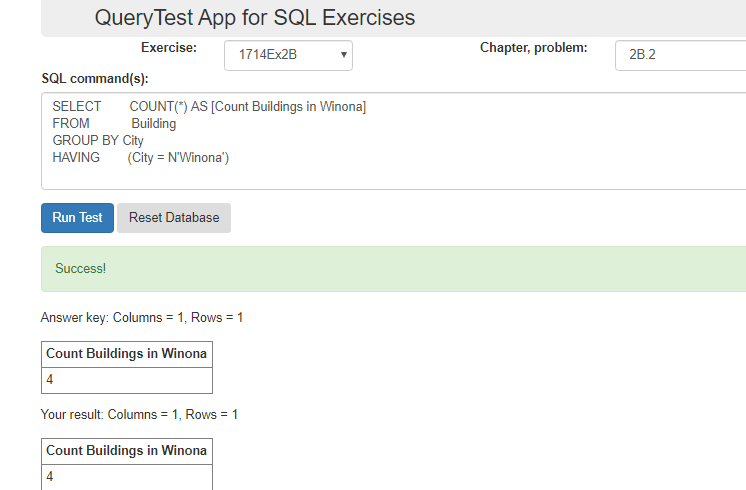 QueryTest App for SQL Exercises
Exercise: 1714Ex2B Chapter, problem: 2B.2
SQL command(s):
SELECT COUNT(*) AS [Count Buildings in Winona]
FROM Building
GROUP BY City
HAVING (City = N'Winona')
Run Test Reset Database
Success!
Answer key: Columns = 1, Rows = 1
Count Buildings in Winona
4
Your result: Columns = 1, Rows = 1
Count Buildings in Winona
4